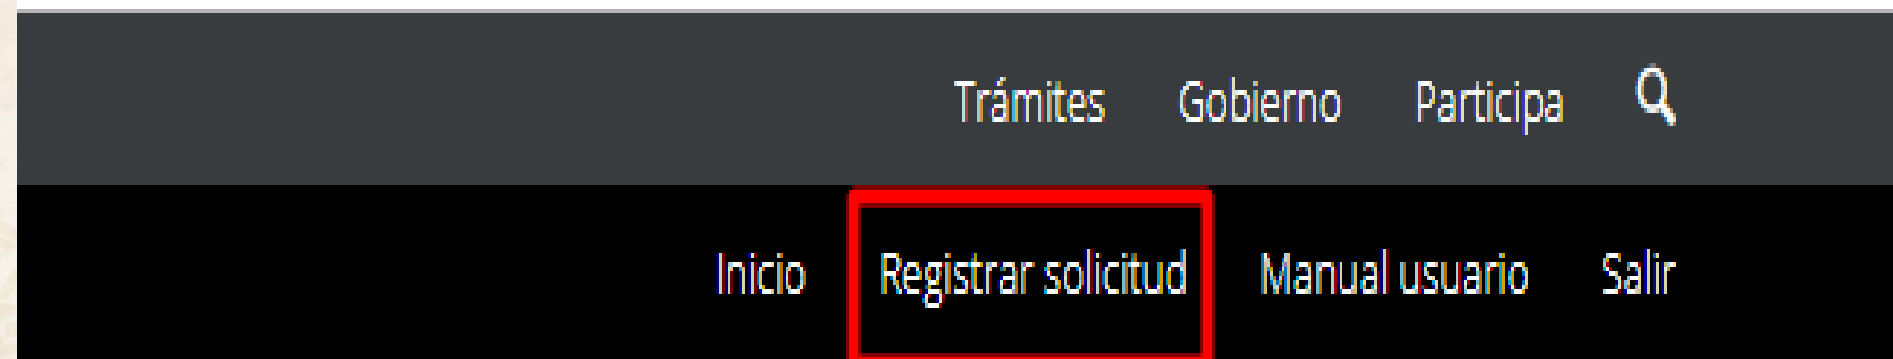 Trámites Gobierno Participa
Inicio Registrar solicitud Manual usuario Salir